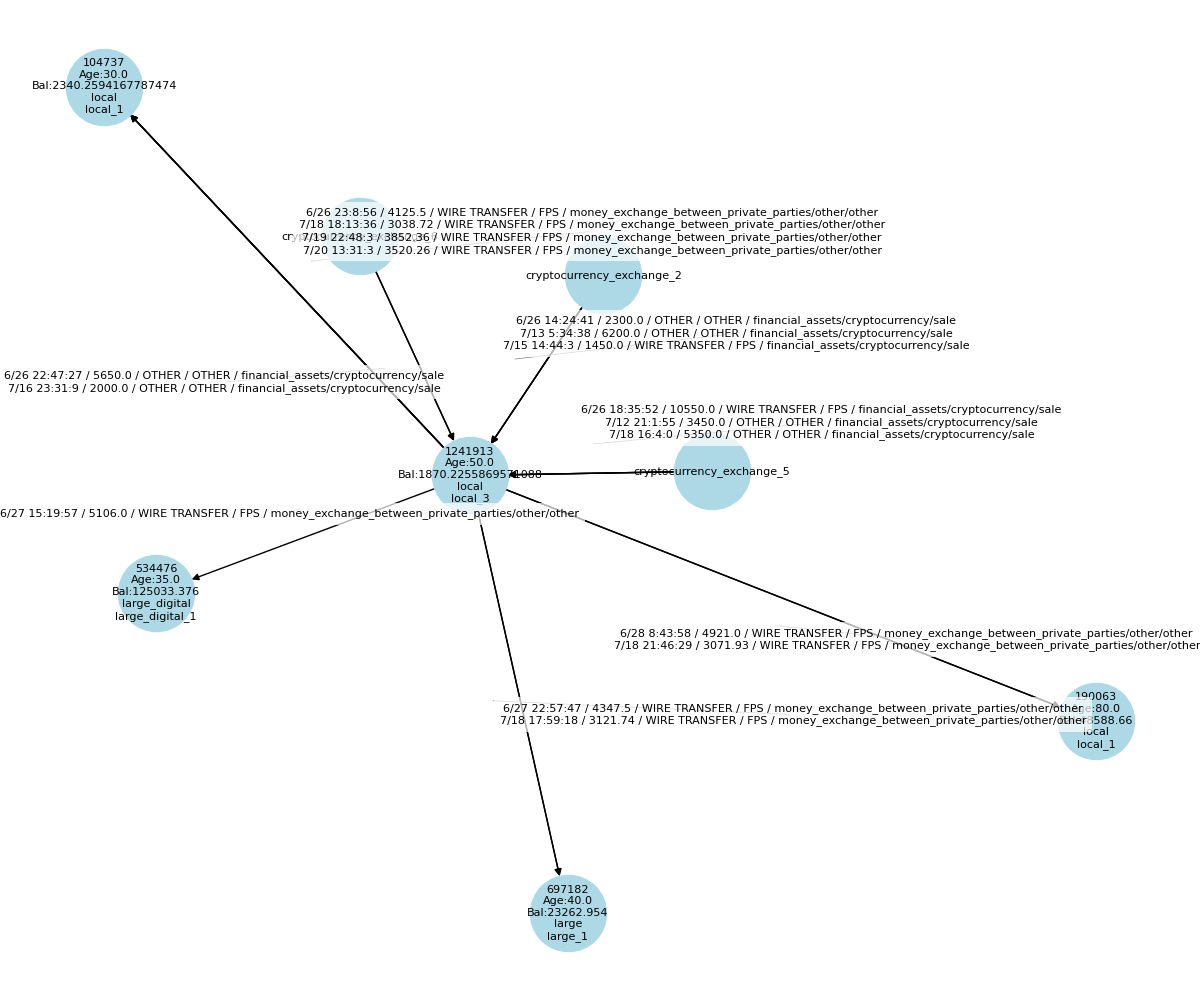 104737
Age:30.0
Bal:2340.2594167787474
local
local_1
6/26 23:8:56 / 4125.5 / WIRE TRANSFER / FPS / money_exchange_between_private_parties/other/other
7/18 18:13:36 / 3038.72 / WIRE TRANSFER / FPS / money_exchange_between_private_parties/other/other
7/19 22:48:3 / 3852.36 / WIRE TRANSFER / FPS / money_exchange_between_private_parties/other/other
7/20 13:31:3 / 3520.26 / WIRE TRANSFER / FPS / money_exchange_between_private_parties/other/other
cryptocurrency_exchange_2
6/26 14:24:41 / 2300.0 / OTHER / OTHER / financial_assets/cryptocurrency/sale
7/13 5:34:38 / 6200.0 / OTHER / OTHER / financial_assets/cryptocurrency/sale
7/15 14:44:3 / 1450.0 / WIRE TRANSFER / FPS / financial_assets/cryptocurrency/sale
6/26 22:47:27 / 5650.0 / OTHER / OTHER / financial_assets/cryptocurrency/sale
7/16 23:31:9 / 2000.0 / OTHER / OTHER / financial_assets/cryptocurrency/sale
6/26 18:35:52 / 10550.0 / WIRE TRANSFER / FPS / financial_assets/cryptocurrency/sale
7/12 21:1:55 / 3450.0 / OTHER / OTHER / financial_assets/cryptocurrency/sale
7/18 16:4:0 / 5350.0 / OTHER / OTHER / financial_assets/cryptocurrency/sale
1241913
Age:50.0
local
local_3
cryptocurrency_exchange_5
6/27 15:19:57 / 5106.0 / WIRE TRANSFER / FPS / money_exchange_between_private_parties/other/other
534476
Age:35.0
Bal:125033.376
large_digital
large_digital_1
6/28 8:43:58 / 4921.0 / WIRE TRANSFER / FPS / money_exchange_between_private_parties/other/other
7/18 21:46:29 / 3071.93 / WIRE TRANSFER / FPS / money_exchange_between_private_parties/other/other
190063
6/27 22:57:47 / 4347.5 / WIRE TRANSFER / FPS / money_exchange_between_private_parties/other/other
7/18 17:59:18 / 3121.74 / WIRE TRANSFER / FPS / money_exchange_between_private_parties/other/other
local
local_1
697182
Age:40.0
Bal:23262.954
large
large_1